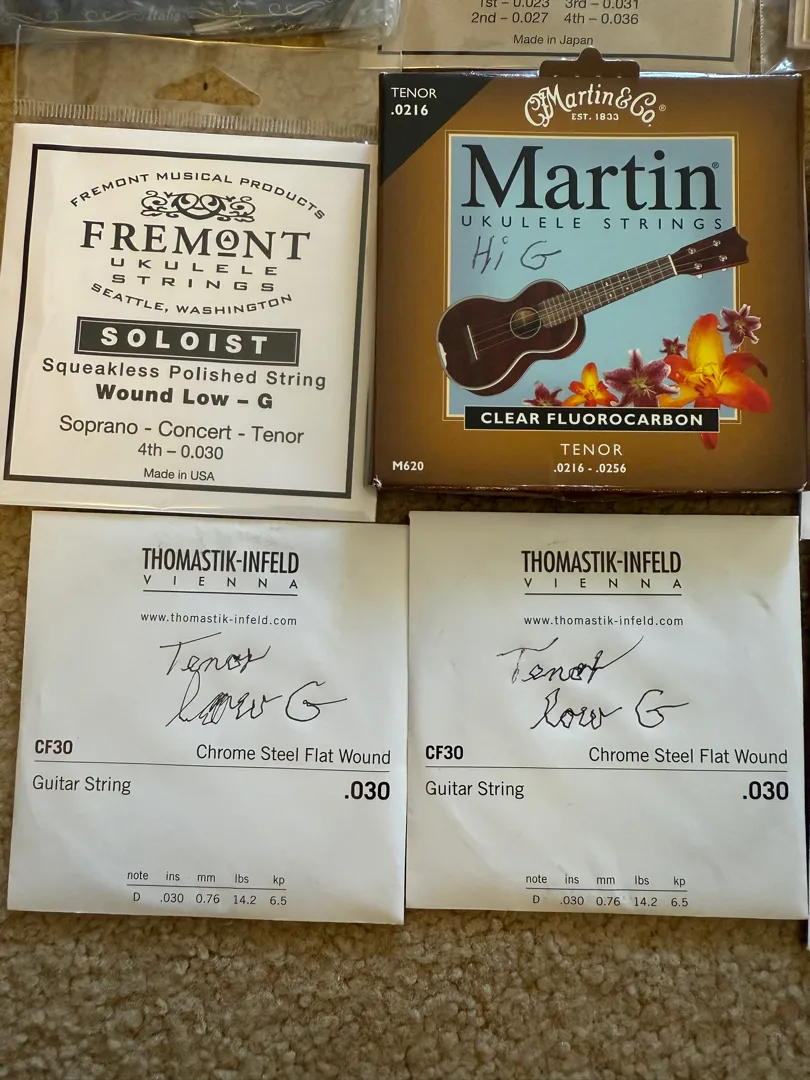 Italia
1st – 0.023 3rd – 0.031
2nd – 0.027 4th – 0.036
Made in Japan
FREMONT MUSICAL PRODUCTS
FREMONT
UKULELE
STRINGS
SEATTLE, WASHINGTON
SOLOIST
Squeakless Polished String
Wound Low – G
Soprano - Concert - Tenor
4th – 0.030
Made in USA
TENOR
.0216
CF Martin & Co.®
EST. 1833
Martin®
UKULELE STRINGS
Hi G
CLEAR FLUOROCARBON
TENOR
M620
.0216 - .0256
THOMASTIK-INFELD
VIENNA
www.thomastik-infeld.com
Tenor
low G
CF30
Chrome Steel Flat Wound
Guitar String
.030
note ins mm lbs kp
D .030 0.76 14.2 6.5
THOMASTIK-INFELD
VIENNA
www.thomastik-infeld.com
Tenor
low G
CF30
Chrome Steel Flat Wound
Guitar String
.030
note ins mm lbs kp
D .030 0.76 14.2 6.5